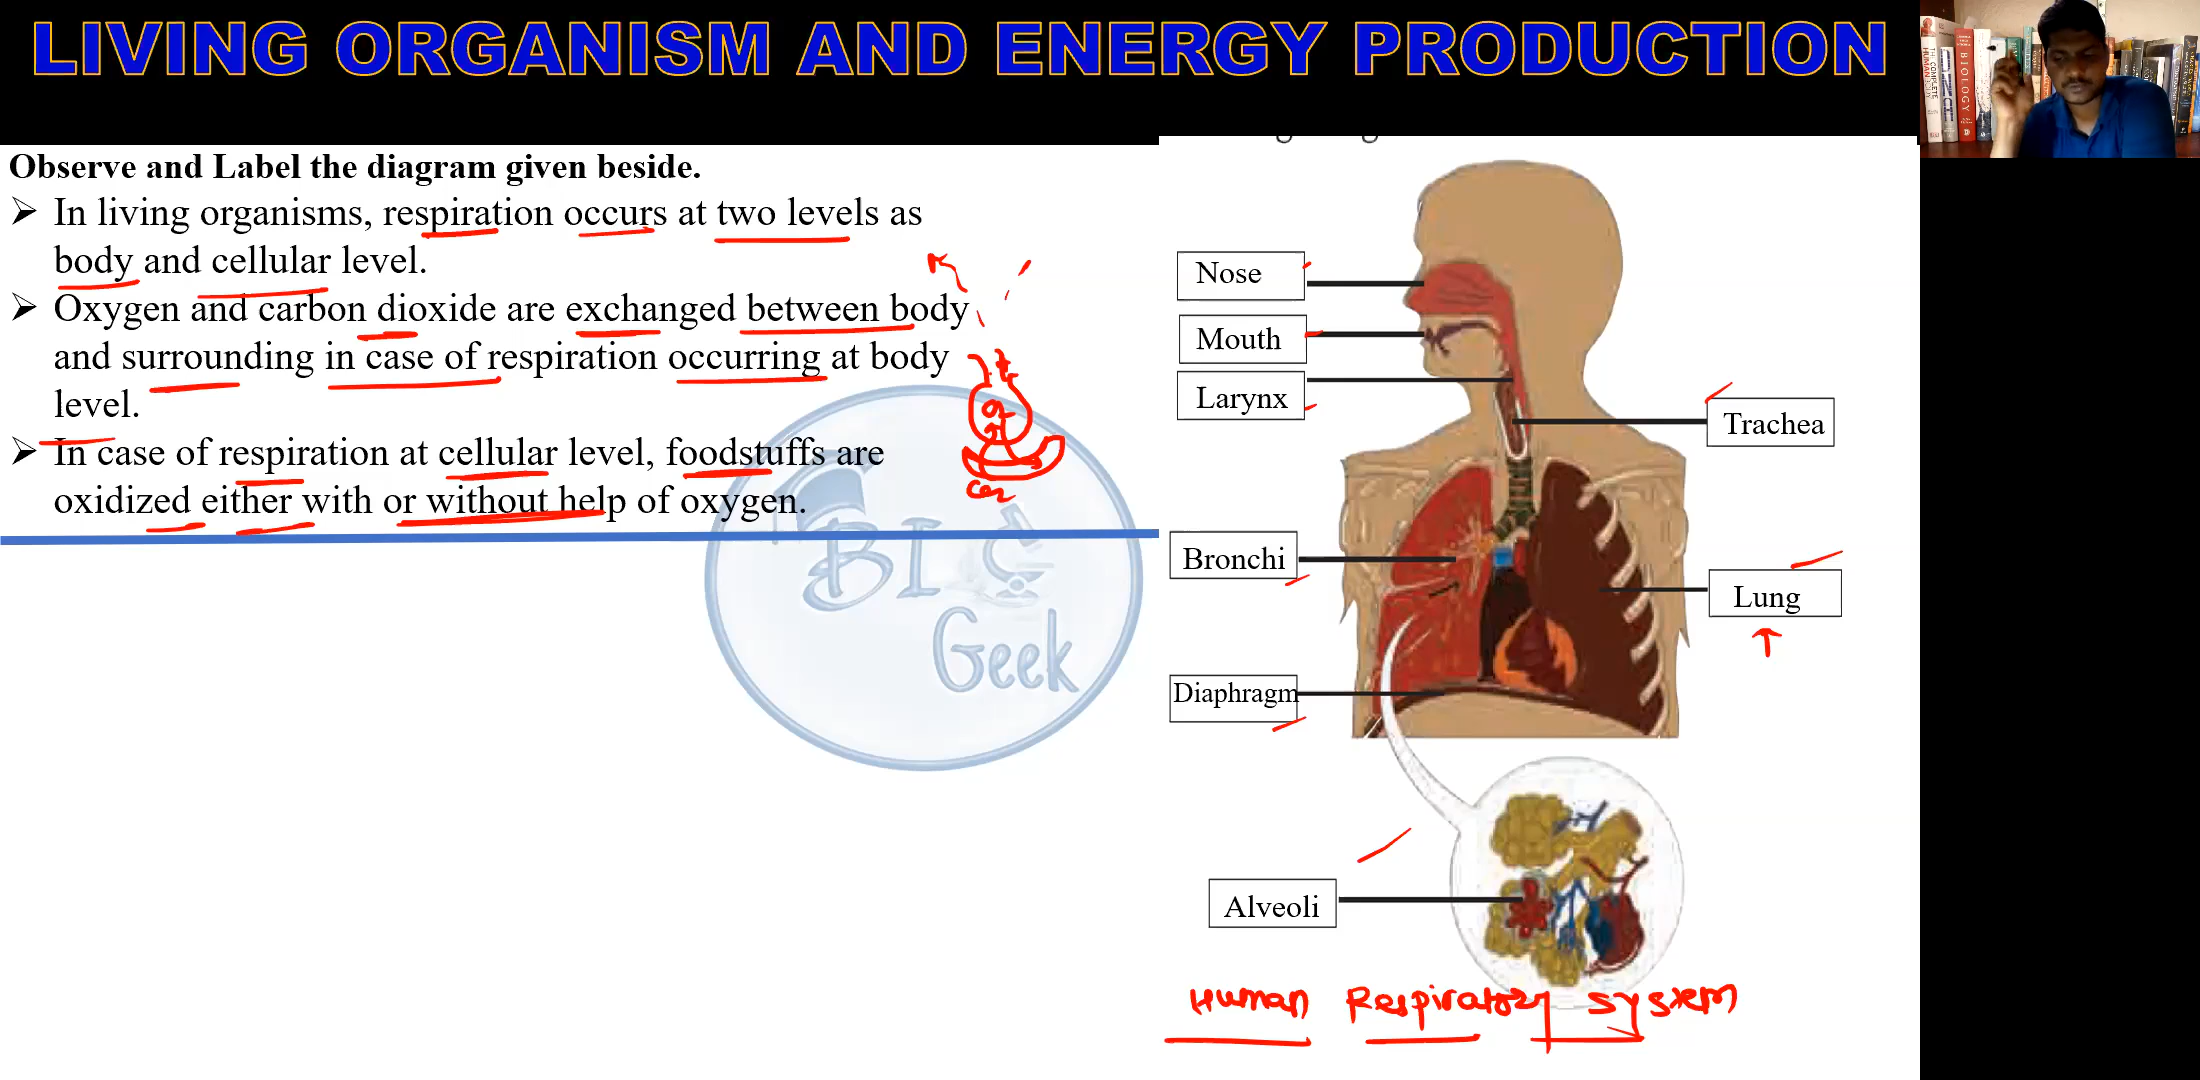 LIVING ORGANISM AND ENERGY PRODUCTION
Observe and Label the diagram given beside.
➢ In living organisms, respiration occurs at two levels as
body and cellular level.
➢ Oxygen and carbon dioxide are exchanged between body
and surrounding in case of respiration occurring at body
level.
➢ In case of respiration at cellular level, foodstuffs are
oxidized either with or without help of oxygen.
BIO
Geek
Nose
Mouth
Larynx
Trachea
Bronchi
Lung
Diaphragm
Alveoli
Human Respiratory system
BIOLOGY